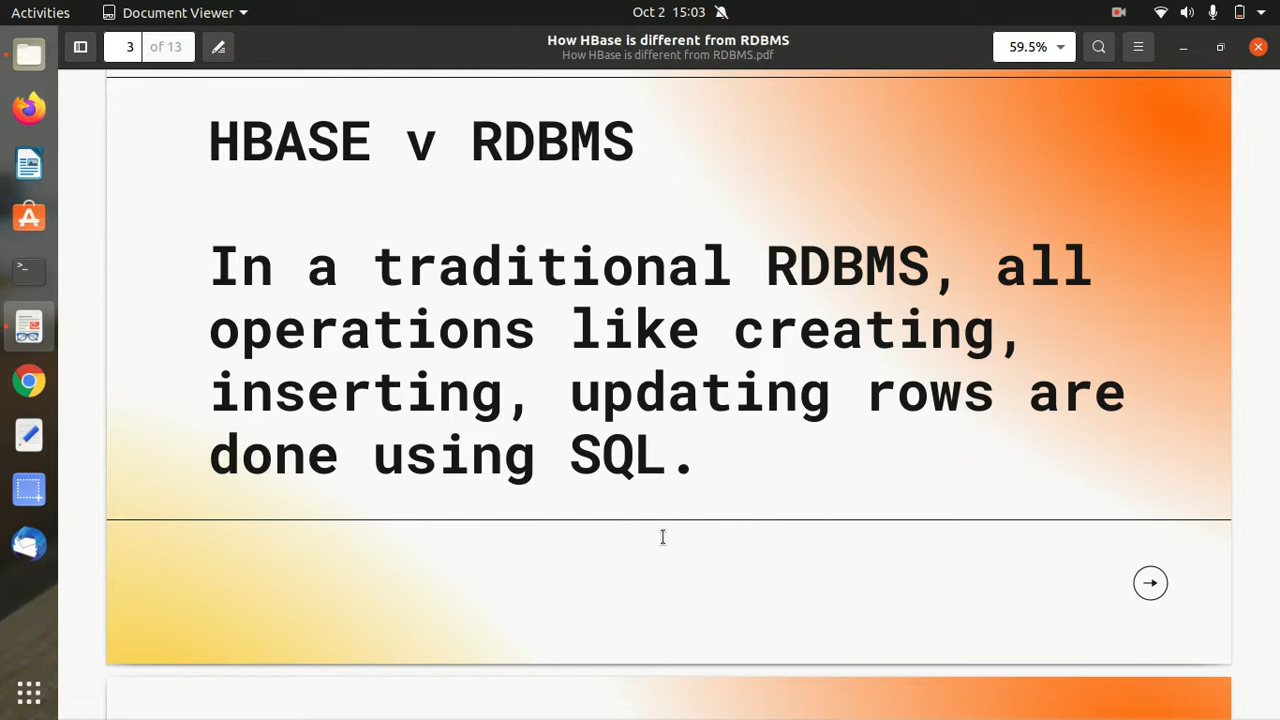 Activities
Document Viewer
Oct 2 15:03
3 of 13
How HBase is different from RDBMS
How HBase is different from RDBMS.pdf
59.5%
HBASE v RDBMS
In a traditional RDBMS, all
operations like creating,
inserting, updating rows are
done using SQL.